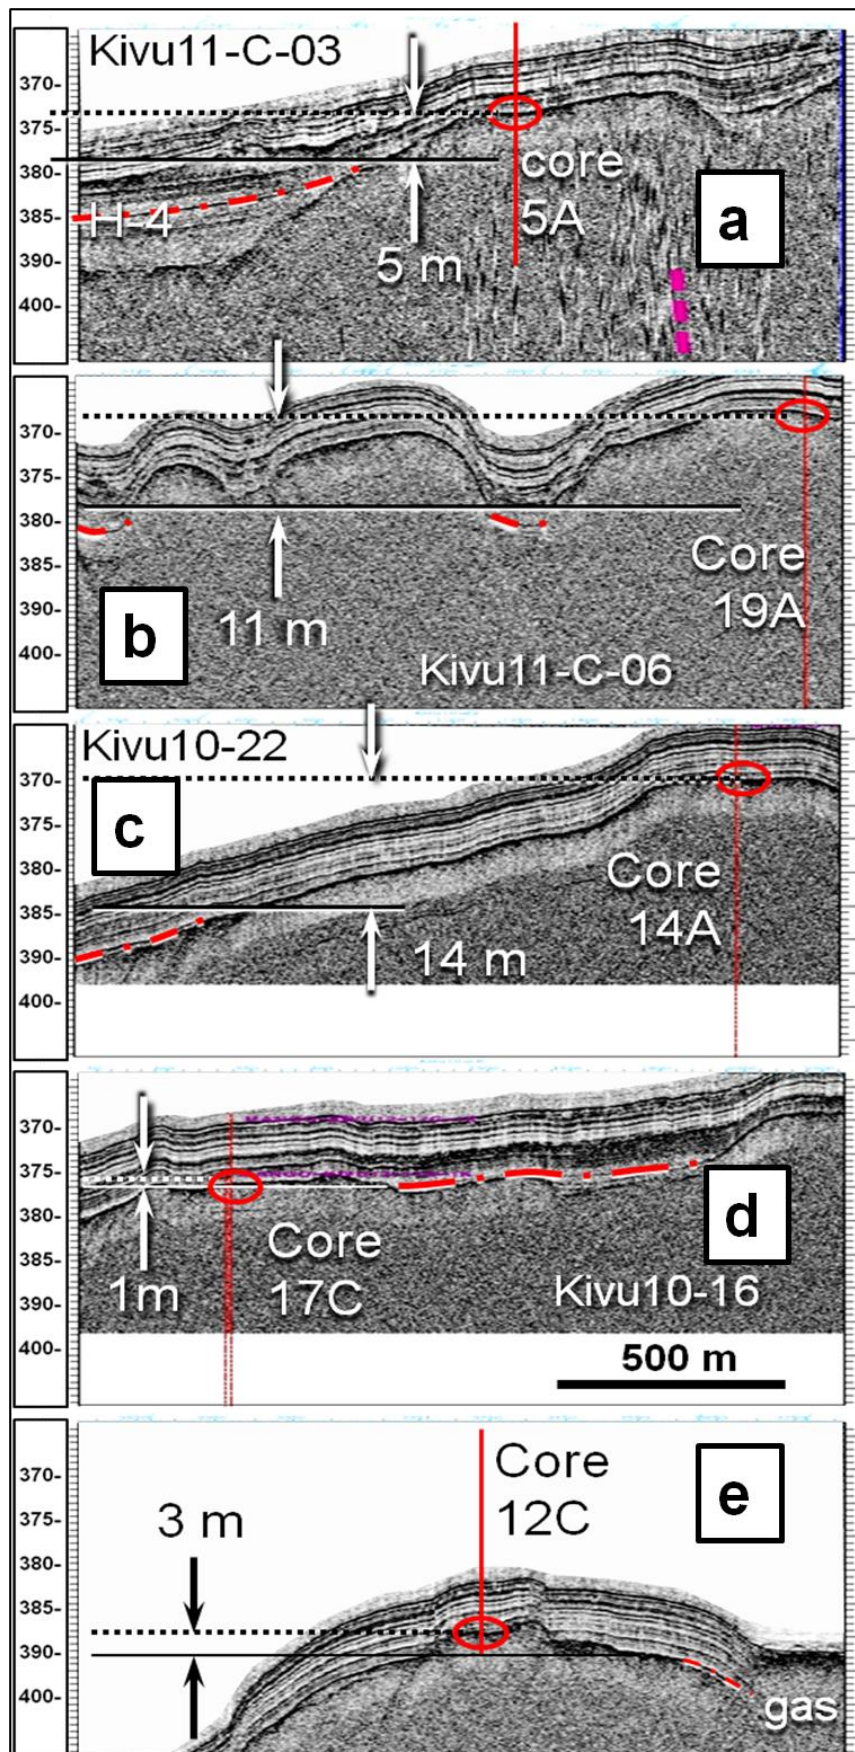 Kivu11-C-03
370-
375-
380-
385-
390-
400-
core
5A
H-4
5 m
a
370-
375-
380-
385-
390-
400-
Core
19A
b
11 m
Kivu11-C-06
Kivu10-22
370-
375-
380-
385-
390-
400-
c
Core
14A
14 m
370-
375-
380-
385-
390-
400-
d
Core
17C
1m
Kivu10-16
500 m
370-
375-
380-
385-
390-
400-
Core
12C
e
3 m
gas